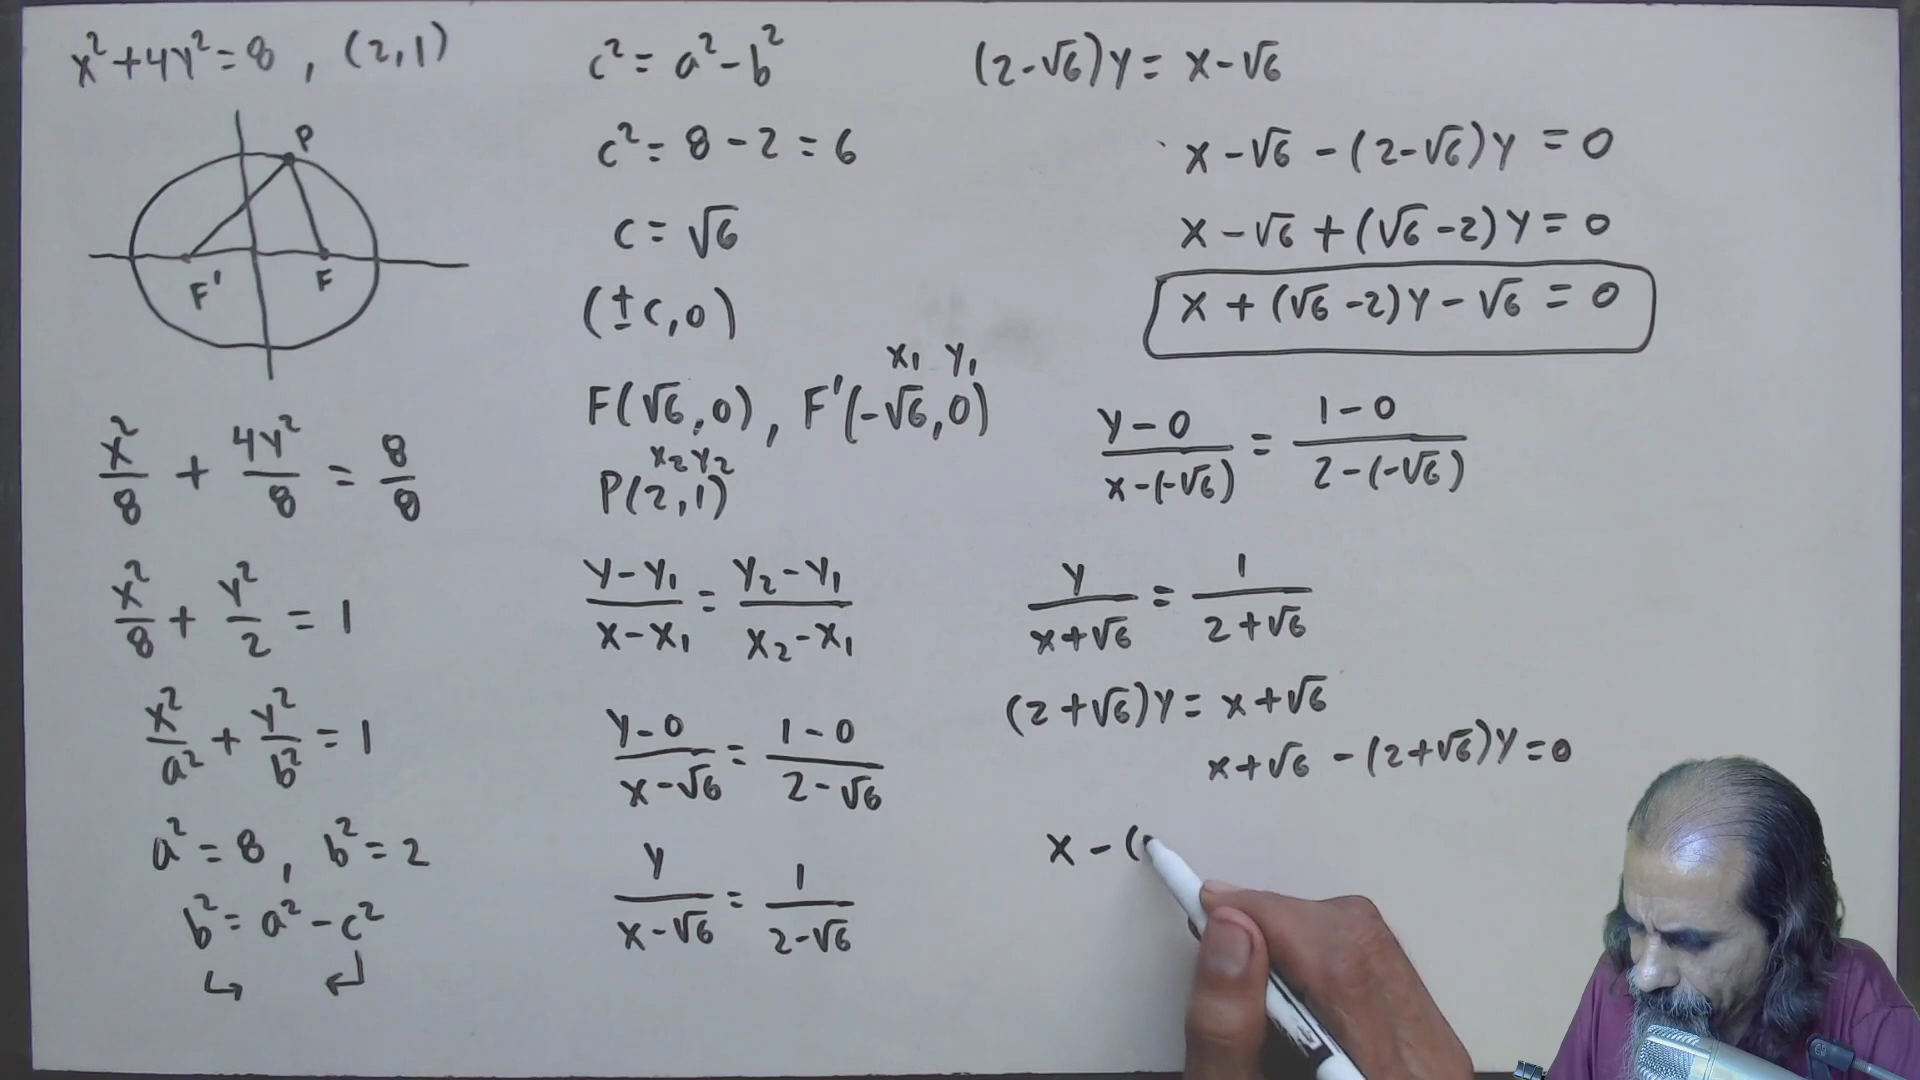 x²+4y²=8, (2,1)
P
F' F
x²/8 + 4y²/8 = 8/8
x²/8 + y²/2 = 1
x²/a² + y²/b² = 1
a²=8, b²=2
b²=a²-c²
c²=a²-b²
c²=8-2=6
c=√6
(±c,0)
x₁ y₁
F(√6,0), F'(-√6,0)
x₂ y₂
P(2,1)
(y-y₁)/(x-x₁) = (y₂-y₁)/(x₂-x₁)
(y-0)/(x-√6) = (1-0)/(2-√6)
y/(x-√6) = 1/(2-√6)
(2-√6)y=x-√6
x-√6-(2-√6)y=0
x-√6+(√6-2)y=0
x+(√6-2)y-√6=0
(y-0)/(x-(-√6)) = (1-0)/(2-(-√6))
y/(x+√6) = 1/(2+√6)
(2+√6)y=x+√6
x+√6-(2+√6)y=0
x-(